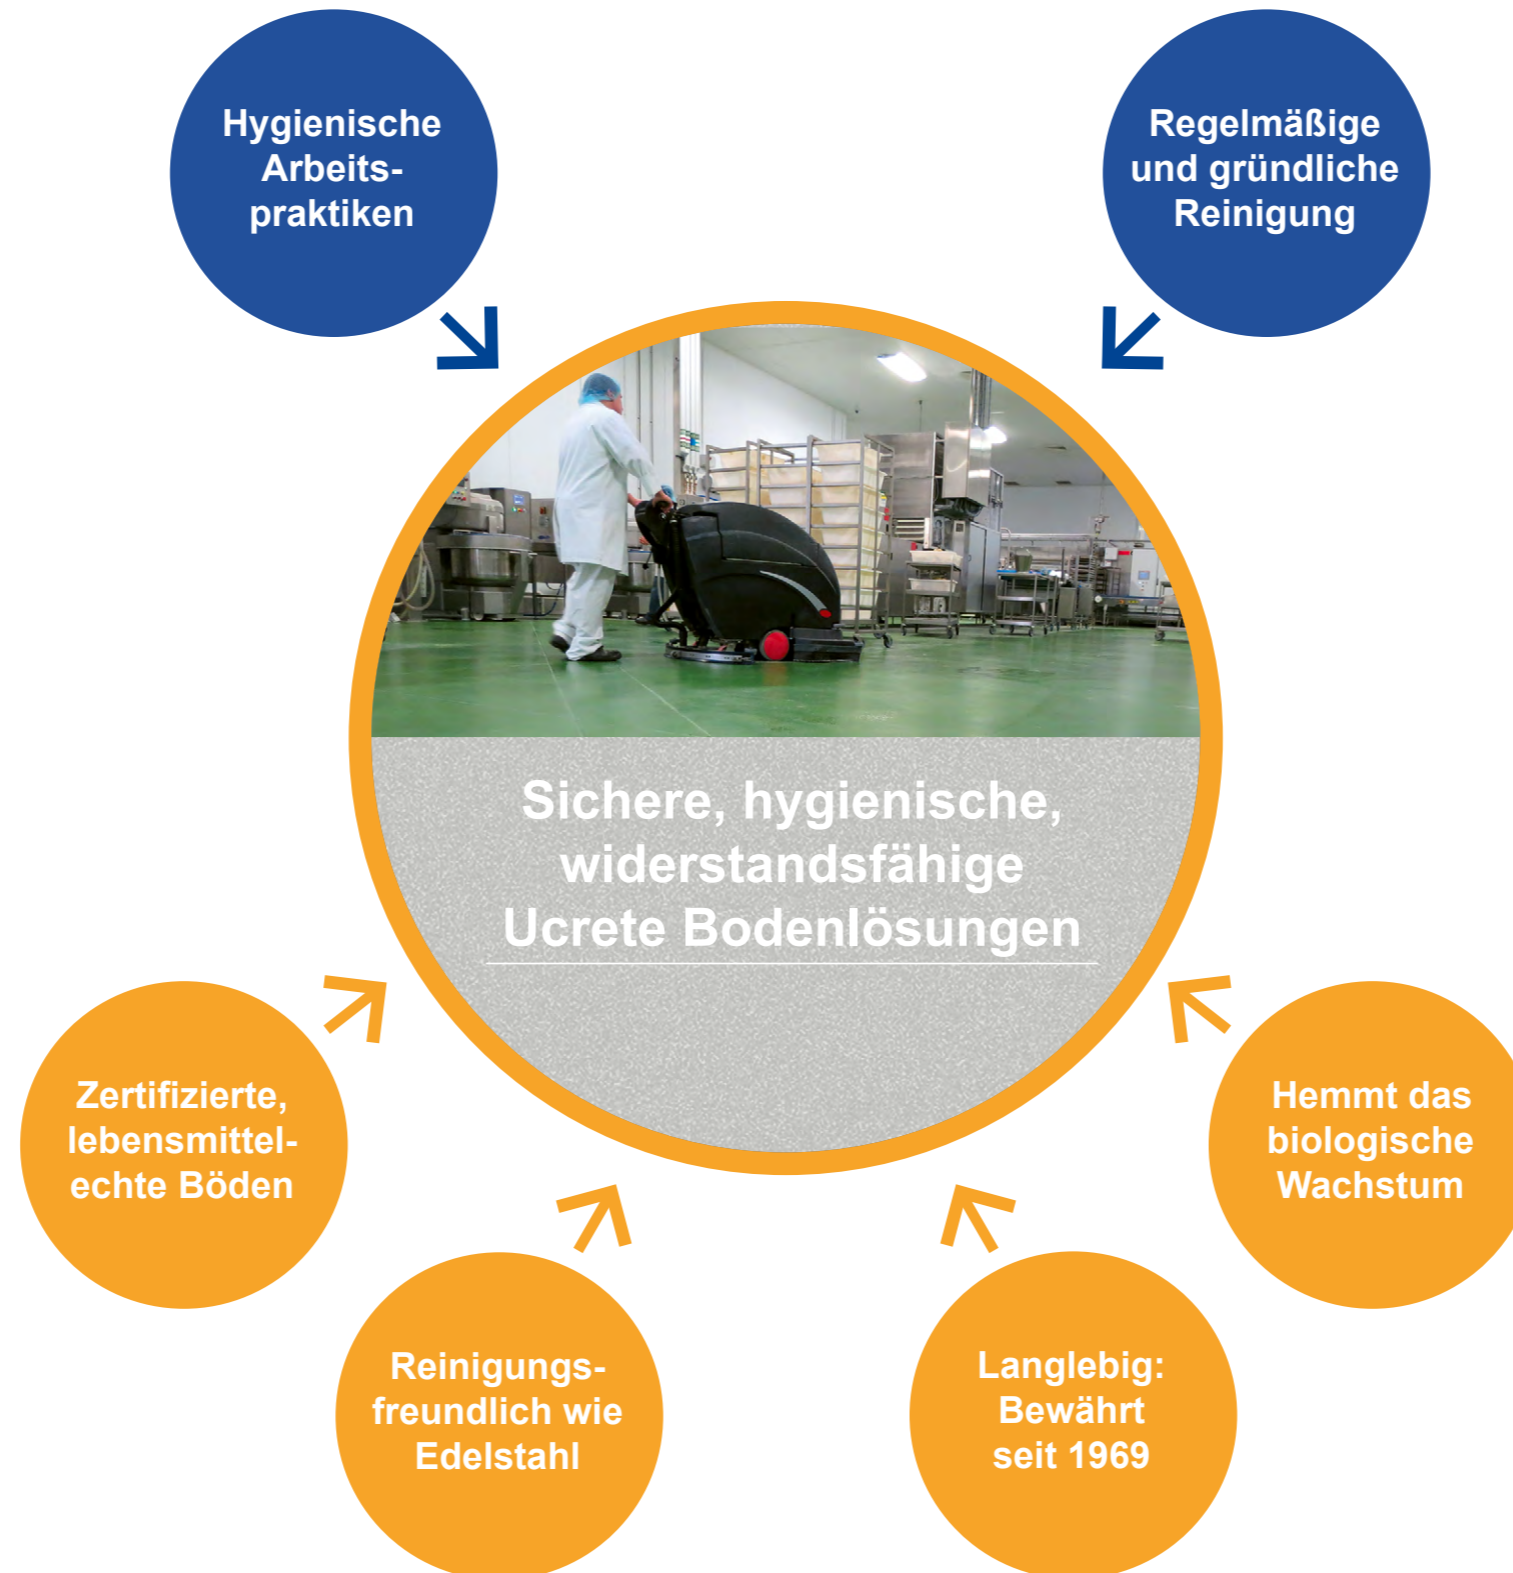 Hygienische
Arbeits-
praktiken
Regelmäßige
und gründliche
Reinigung
Sichere, hygienische,
widerstandsfähige
Ucrete Bodenlösungen
Zertifizierte,
lebensmittel-
echte Böden
Hemmt das
biologische
Wachstum
Reinigungs-
freundlich wie
Edelstahl
Langlebig:
Bewährt
seit 1969